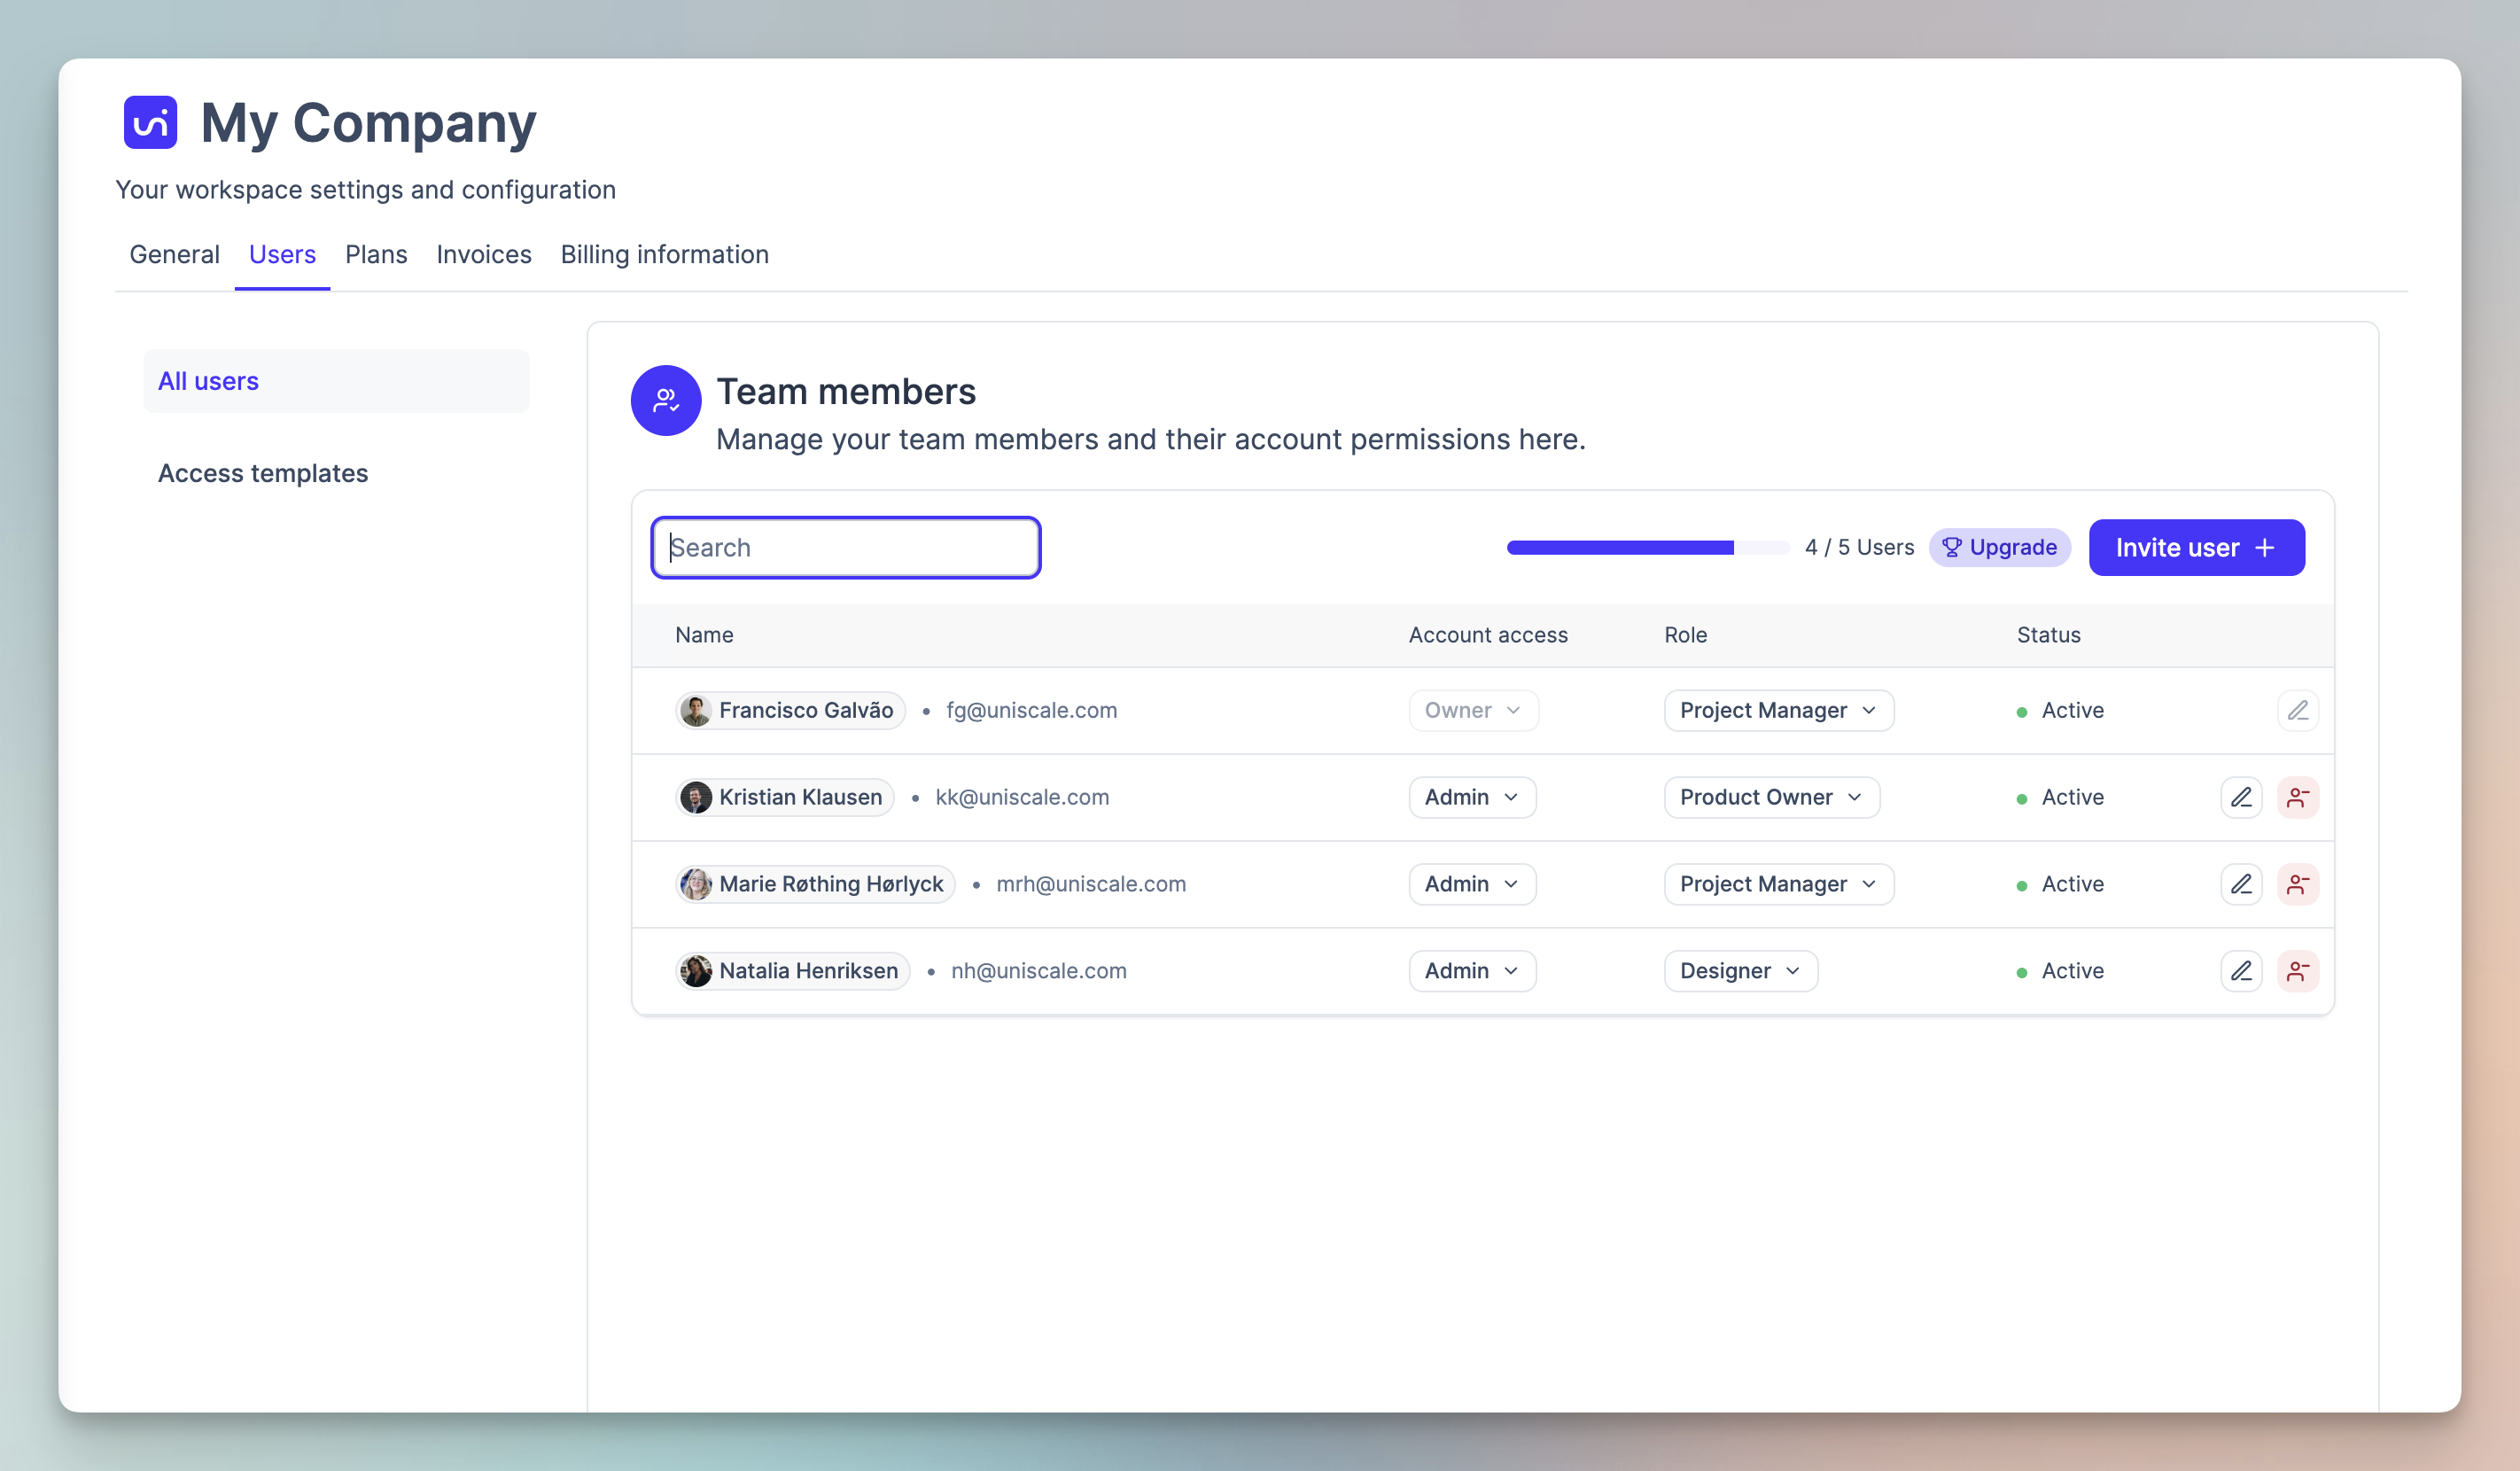 uni My Company
Your workspace settings and configuration
General Users Plans Invoices Billing information
All users
Access templates
Team members
Manage your team members and their account permissions here.
Search 4 / 5 Users Upgrade Invite user +
Name Account access Role Status
Francisco Galvão • fg@uniscale.com Owner Project Manager Active
Kristian Klausen • kk@uniscale.com Admin Product Owner Active
Marie Røthing Hørlyck • mrh@uniscale.com Admin Project Manager Active
Natalia Henriksen • nh@uniscale.com Admin Designer Active